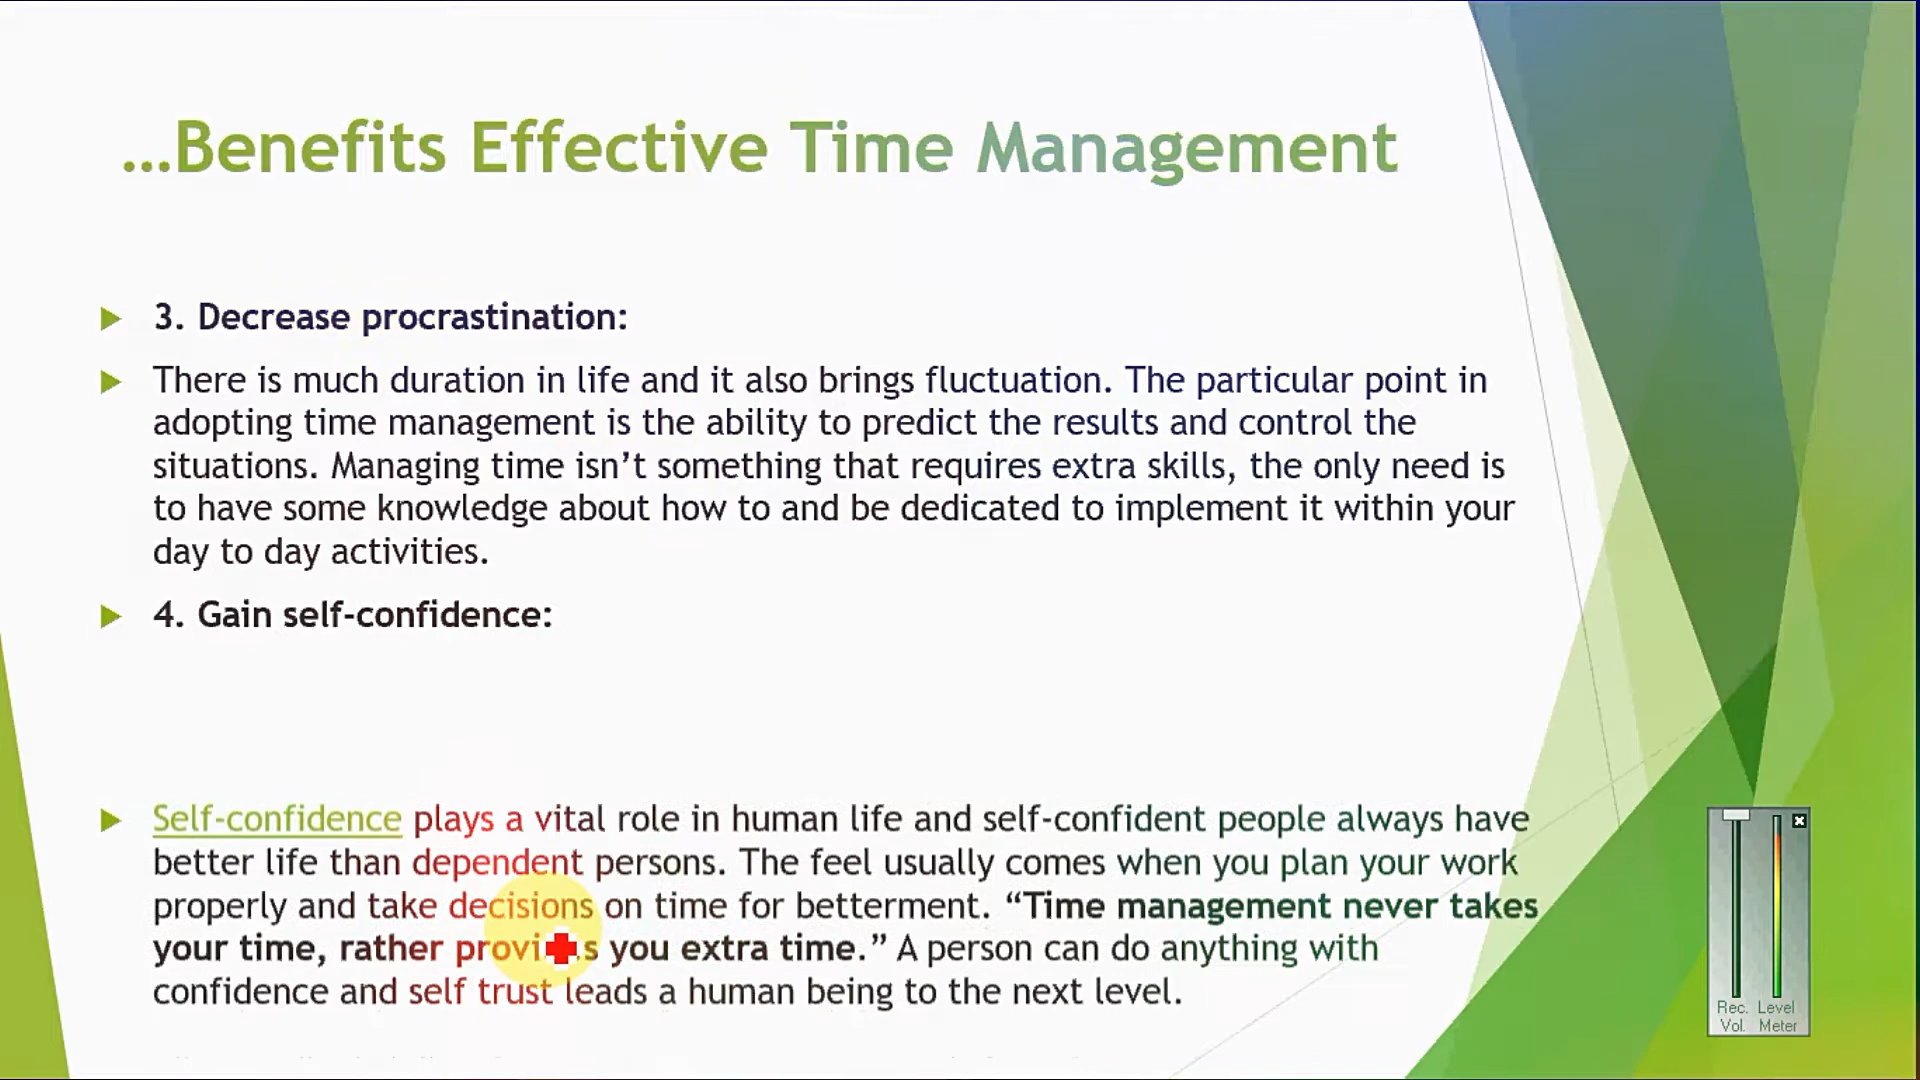 ...Benefits Effective Time Management
3. Decrease procrastination:
There is much duration in life and it also brings fluctuation. The particular point in
adopting time management is the ability to predict the results and control the
situations. Managing time isn’t something that requires extra skills, the only need is
to have some knowledge about how to and be dedicated to implement it within your
day to day activities.
4. Gain self-confidence:
Self-confidence plays a vital role in human life and self-confident people always have
better life than dependent persons. The feel usually comes when you plan your work
properly and take decisions on time for betterment. “Time management never takes
your time, rather you extra time.” A person can do anything with
confidence and self trust leads a human being to the next level.
Rec. Level
Vol. Meter